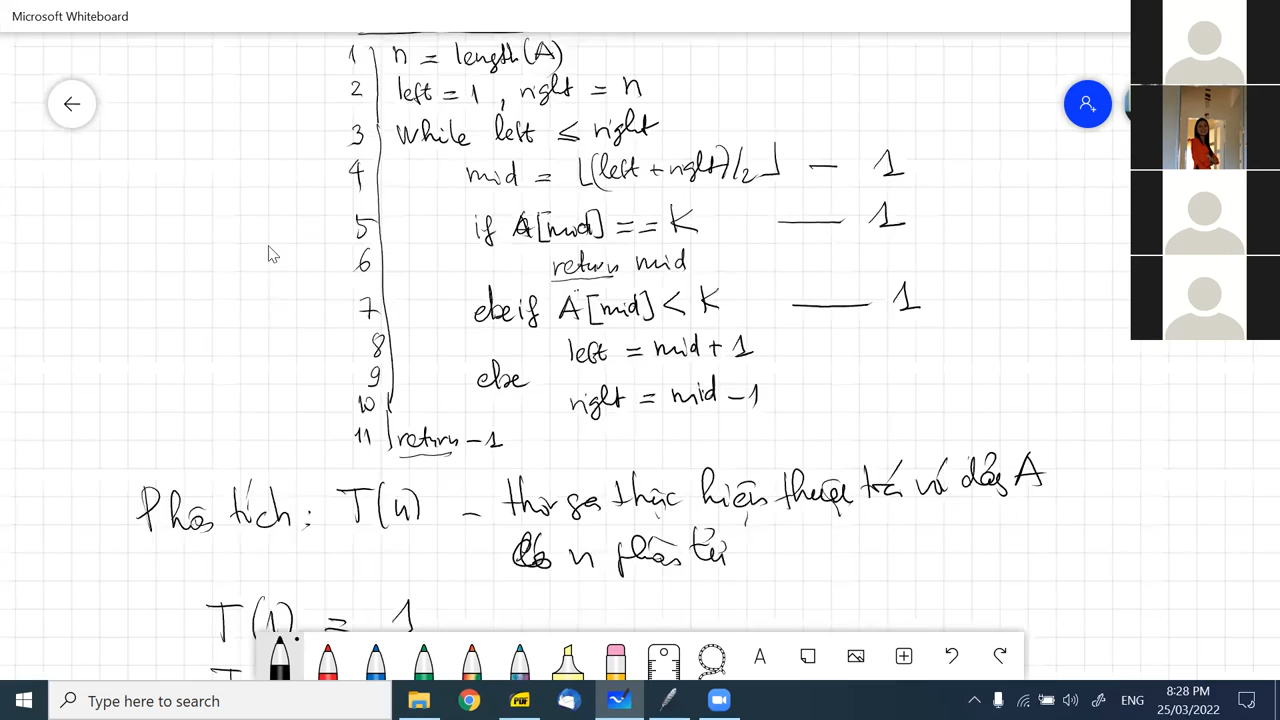 Microsoft Whiteboard
1 n = length(A)
2 left = 1, right = n
3 while left ≤ right
4 mid = ⌊(left + right)/2⌋ — 1
5 if A[mid] == K — 1
6 return mid
7 elseif A[mid] < K — 1
8 left = mid + 1
9 else
10 right = mid - 1
11 return -1
Phân tích: T(n) - thời gian thực hiện thuật toán với dãy A
có n phần tử
T(1) = 1
Type here to search
PDF
ENG
8:28 PM
25/03/2022